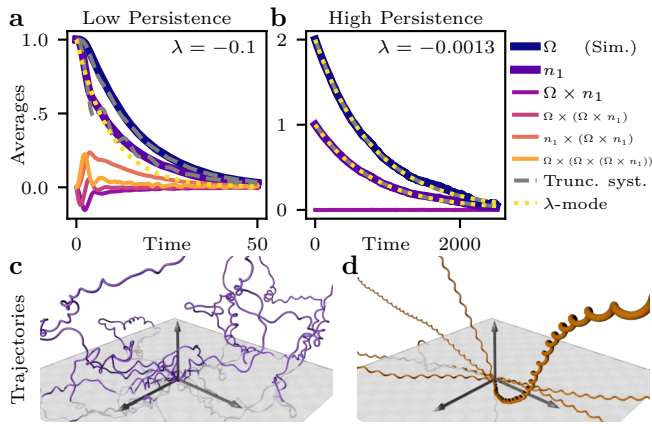 a Low Persistence
b High Persistence
λ = −0.1
λ = −0.0013
Averages
1.0
0.0
0
50
Time
2
1
0
0
2000
Time
Ω (Sim.)
n₁
Ω × n₁
Ω × (Ω × n₁)
n₁ × (Ω × n₁)
Ω × (Ω × (Ω × n₁))
Trunc. syst.
λ-mode
c
d
Trajectories